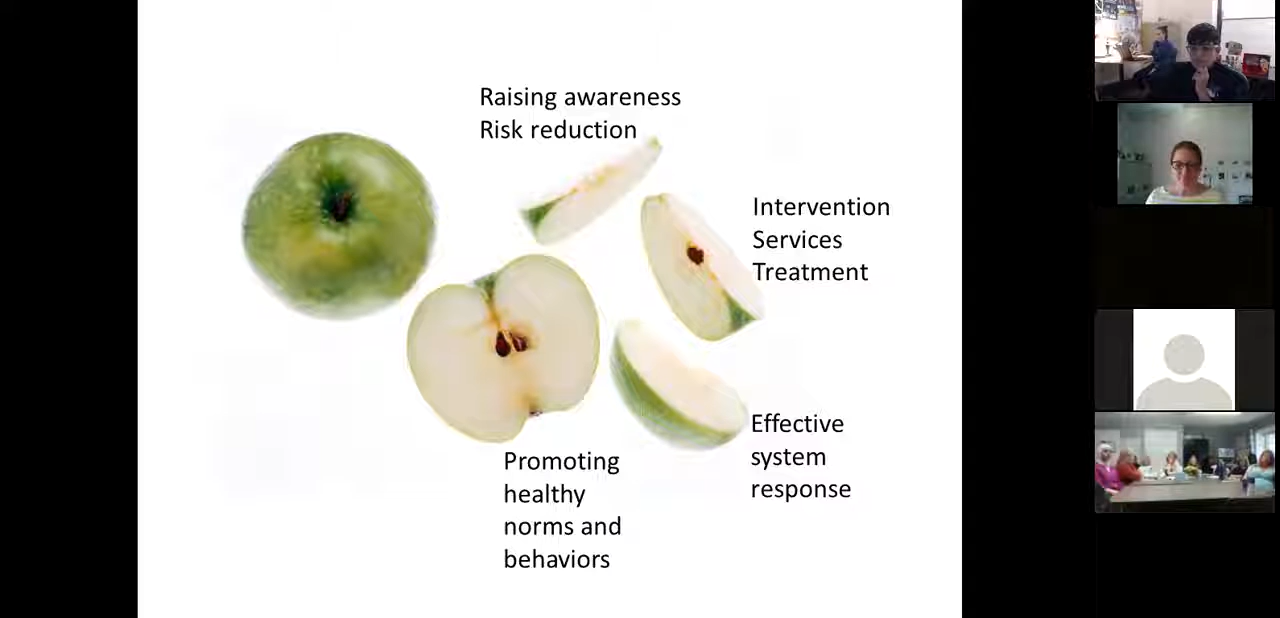 Raising awareness
Risk reduction
Intervention
Services
Treatment
Effective
system
response
Promoting
healthy
norms and
behaviors